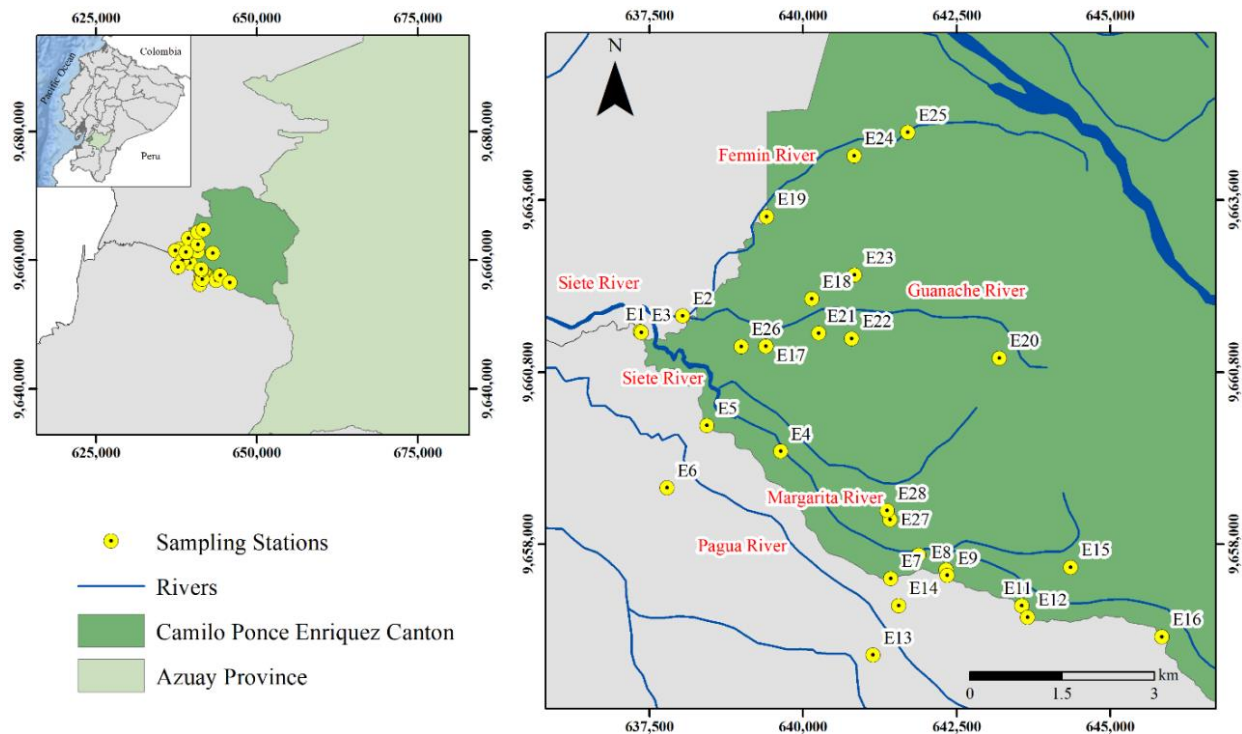 625,000
650,000
675,000
Colombia
Pacific Ocean
Peru
9,680,000
9,660,000
9,640,000
9,680,000
9,660,000
9,640,000
625,000
650,000
675,000
Sampling Stations
Rivers
Camilo Ponce Enriquez Canton
Azuay Province
637,500
640,000
642,500
645,000
N
9,663,600
9,660,800
9,658,000
E25
E24
Fermin River
E19
E23
E18
Guanache River
Siete River
E2
E1
E3
E21
E22
E26
E17
E20
Siete River
E5
E4
E6
E28
Margarita River
E27
Pagua River
E8
E7
E9
E15
E14
E11
E12
E16
E13
km
0
1.5
3
9,663,600
9,660,800
9,658,000
637,500
640,000
642,500
645,000